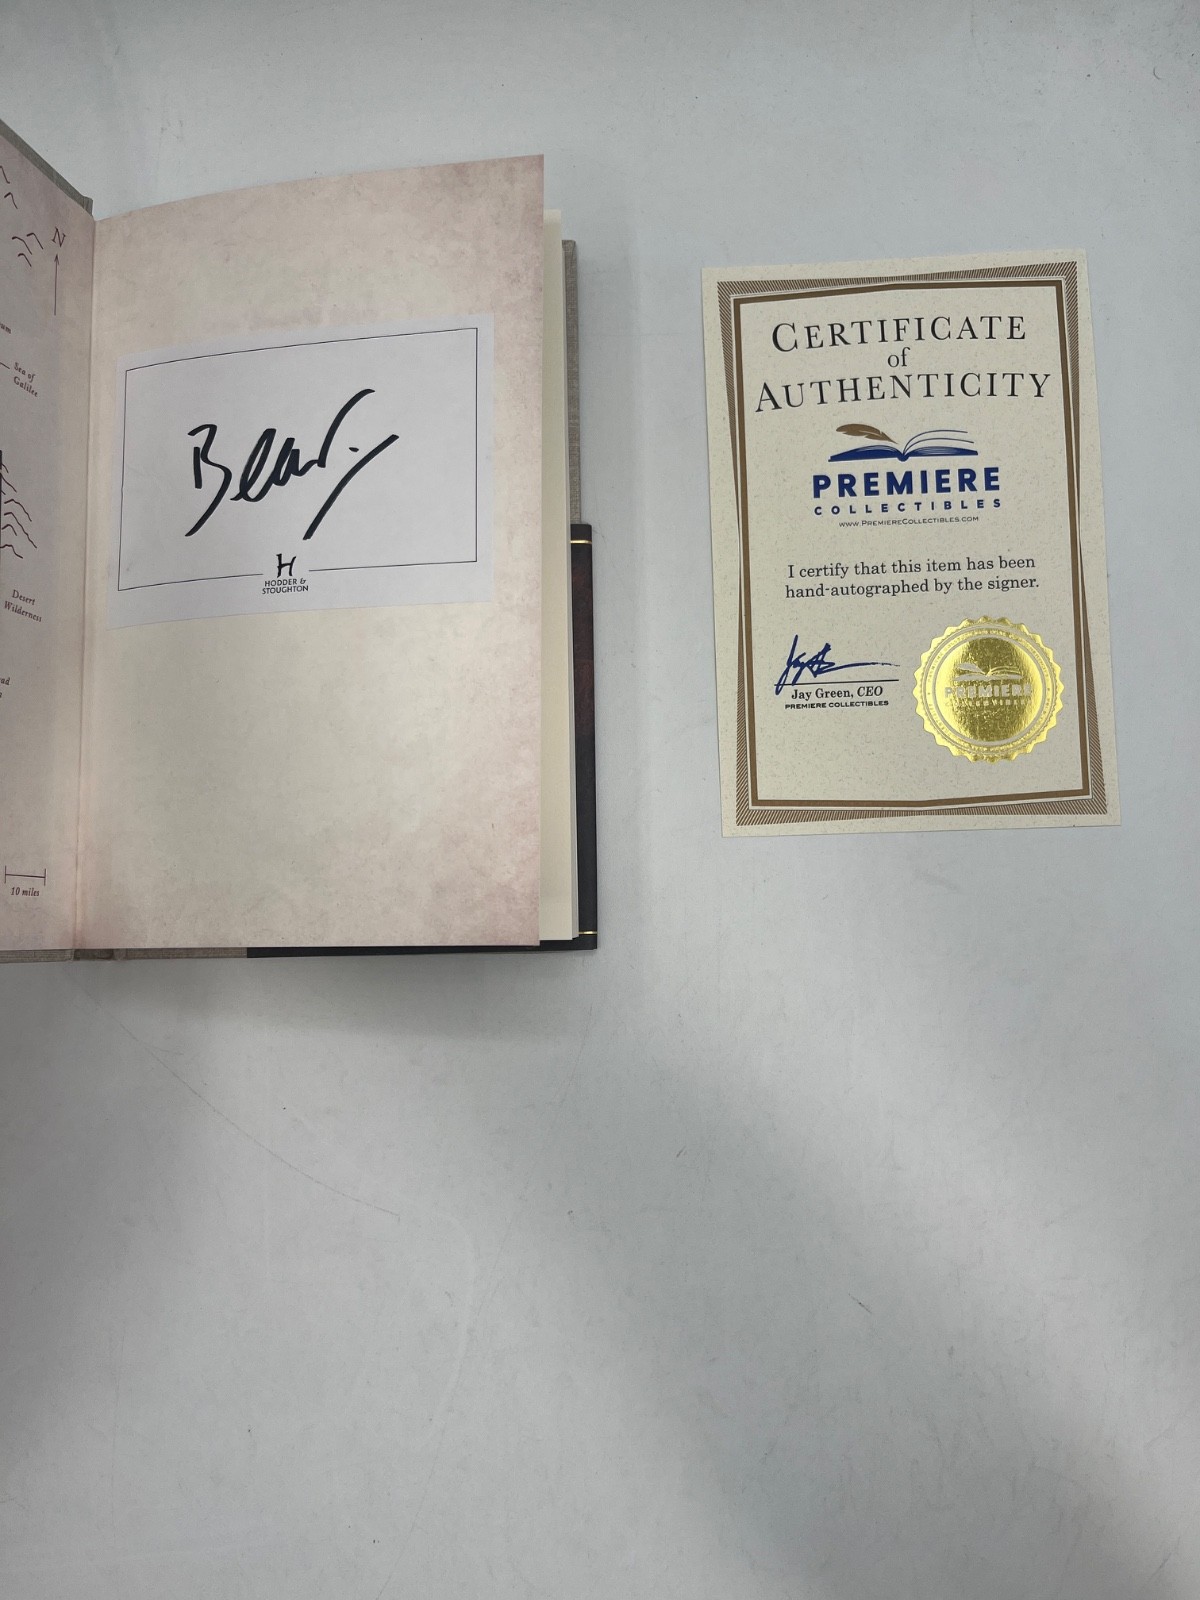 N
Sea of
Galilee
Desert
Wilderness
10 miles
Bear.
H
HODDER &
STOUGHTON
CERTIFICATE
of
AUTHENTICITY
PREMIERE
COLLECTIBLES
WWW.PREMIERECOLLECTIBLES.COM
I certify that this item has been
hand-autographed by the signer.
Jay Green, CEO
PREMIERE COLLECTIBLES
PREMIERE
COLLECTIBLES